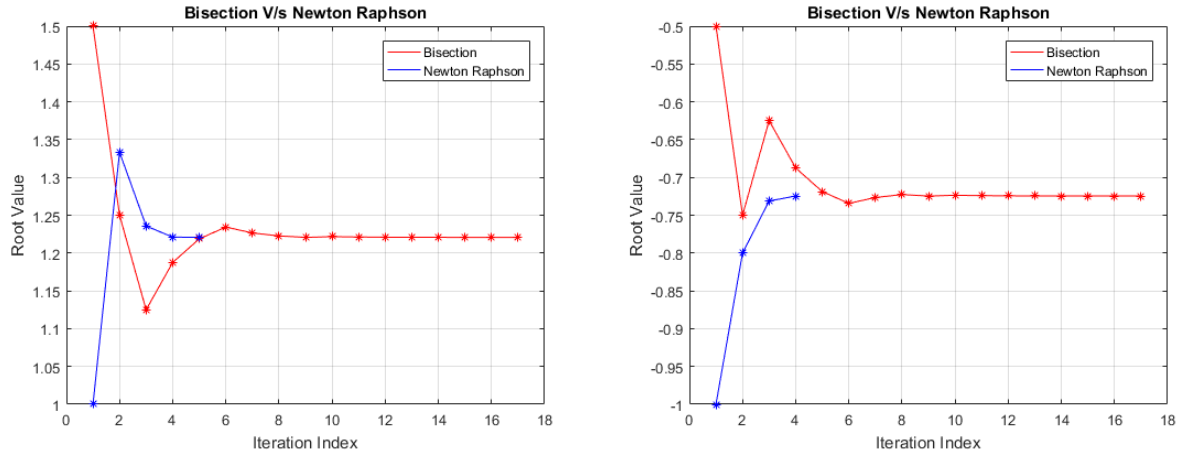 Bisection V/s Newton Raphson
1.5
1.45
1.4
1.35
1.3
1.25
1.2
1.15
1.1
1.05
1
Root Value
Bisection
Newton Raphson
0 2 4 6 8 10 12 14 16 18
Iteration Index
Bisection V/s Newton Raphson
-0.5
-0.55
-0.6
-0.65
-0.7
-0.75
-0.8
-0.85
-0.9
-0.95
-1
Root Value
Bisection
Newton Raphson
0 2 4 6 8 10 12 14 16 18
Iteration Index